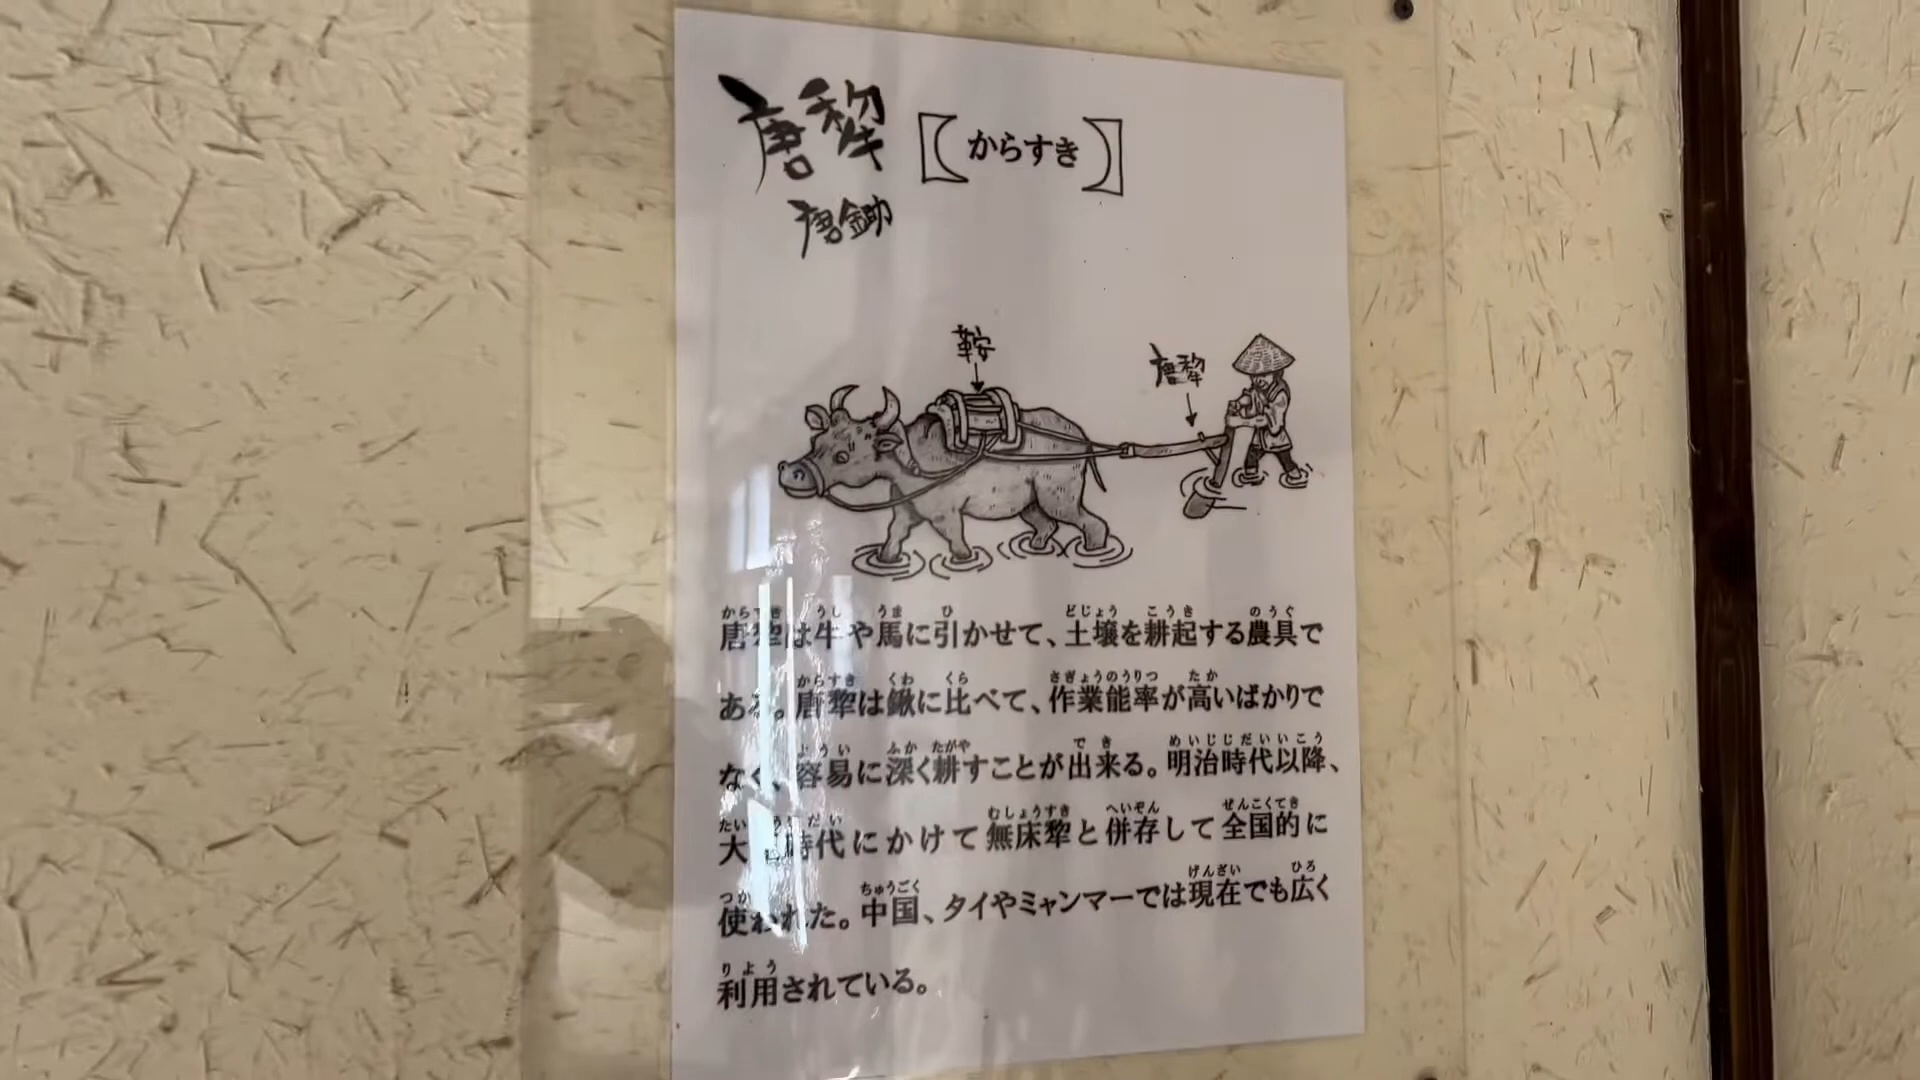 唐犂【からすき】
唐鋤
鞍
唐犂
唐犂は牛や馬に引かせて、土壌を耕起する農具で
ある。唐犂は鍬に比べて、作業能率が高いばかりで
なく、容易に深く耕すことが出来る。明治時代以降、
大正時代にかけて無床犂と併存して全国的に
使われた。中国、タイやミャンマーでは現在でも広く
利用されている。